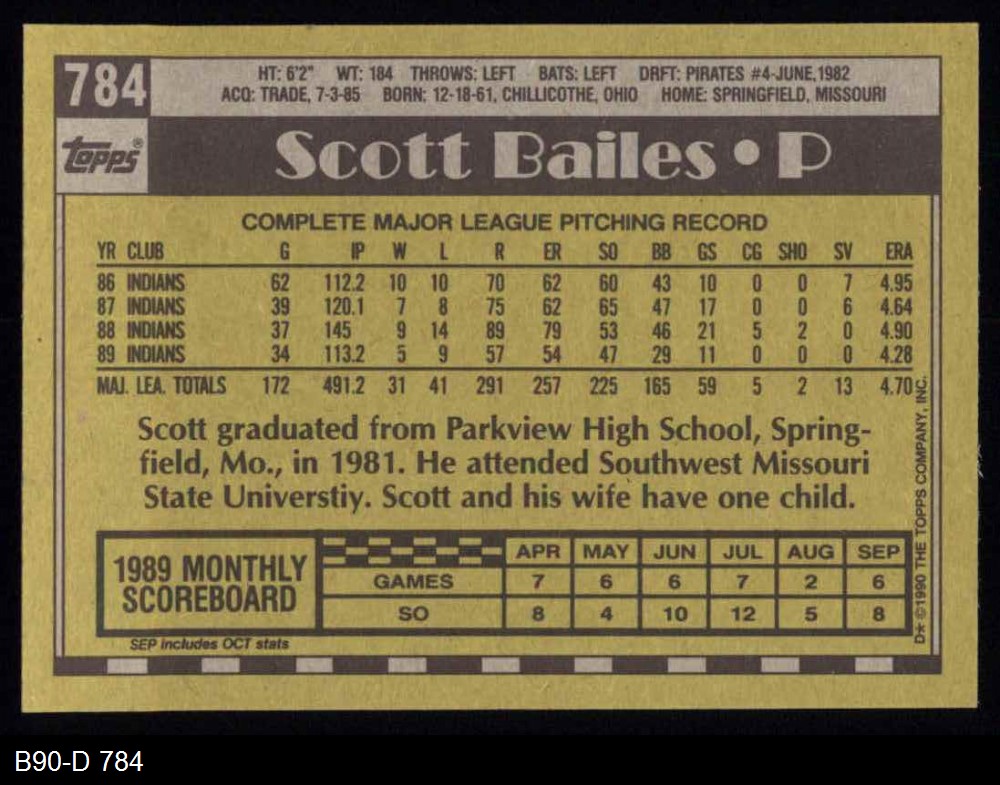 784
HT: 6'2" WT: 184 THROWS: LEFT BATS: LEFT DRFT: PIRATES #4-JUNE, 1982
ACQ: TRADE, 7-3-85 BORN: 12-18-61, CHILLICOTHE, OHIO HOME: SPRINGFIELD, MISSOURI
Topps®
Scott Bailes • P
COMPLETE MAJOR LEAGUE PITCHING RECORD
YR CLUB G IP W L R ER SO BB GS CG SHO SV ERA
86 INDIANS 62 112.2 10 10 70 62 60 43 10 0 0 7 4.95
87 INDIANS 39 120.1 7 8 75 62 65 47 17 0 0 6 4.64
88 INDIANS 37 145 9 14 89 79 53 46 21 5 2 0 4.90
89 INDIANS 34 113.2 5 9 57 54 47 29 11 0 0 0 4.28
MAJ. LEA. TOTALS 172 491.2 31 41 291 257 225 165 59 5 2 13 4.70
Scott graduated from Parkview High School, Spring-
field, Mo., in 1981. He attended Southwest Missouri
State Universtiy. Scott and his wife have one child.
1989 MONTHLY
SCOREBOARD
APR MAY JUN JUL AUG SEP
GAMES 7 6 6 7 2 6
SO 8 4 10 12 5 8
SEP includes OCT stats
D* ©1990 THE TOPPS COMPANY, INC.
B90-D 784